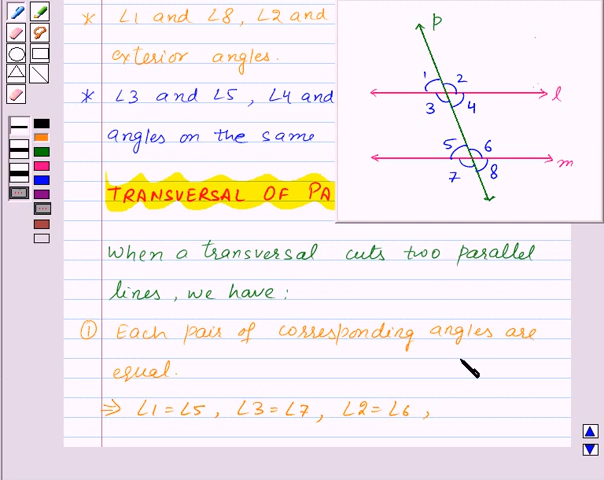 * ∠1 and ∠8, ∠2 and
exterior angles.
* ∠3 and ∠5, ∠4 and
angles on the same
TRANSVERSAL OF PA
When a transversal cuts two parallel
lines, we have:
① Each pair of corresponding angles are
equal.
⇒ ∠1 = ∠5, ∠3 = ∠7, ∠2 = ∠6,
p
1 2
l
3 4
5 6
m
7 8